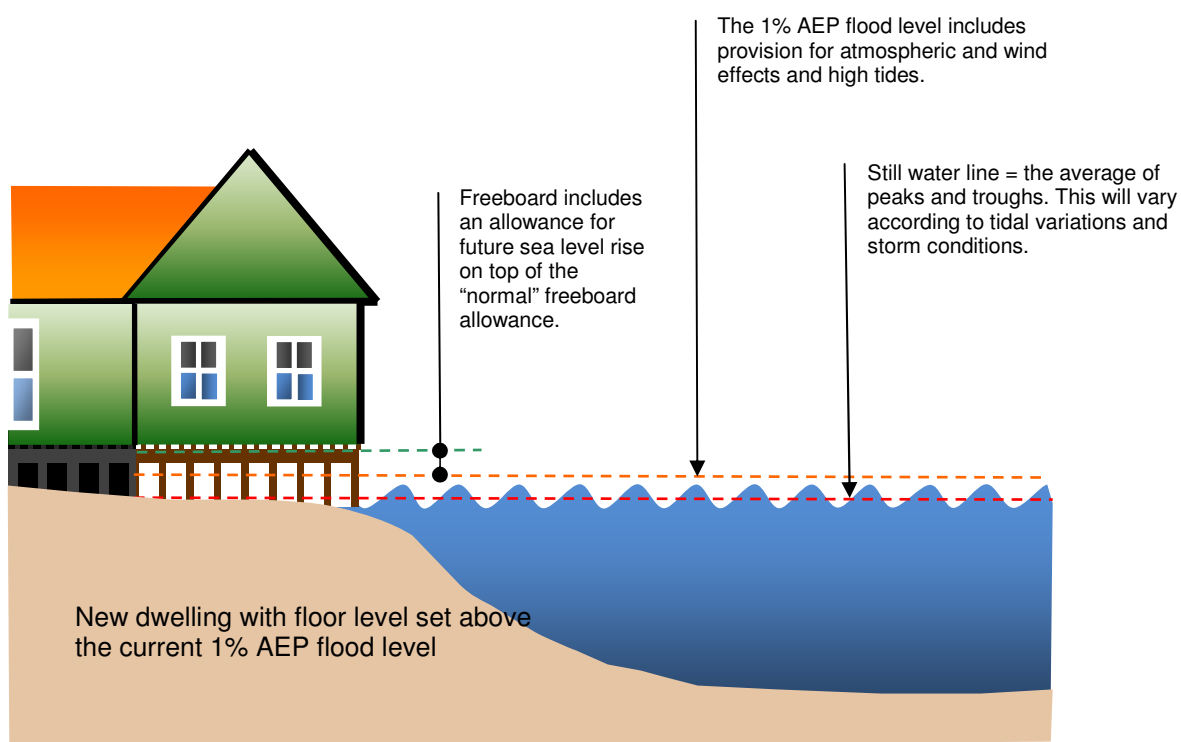 The 1% AEP flood level includes
provision for atmospheric and wind
effects and high tides.
Still water line = the average of
peaks and troughs. This will vary
according to tidal variations and
storm conditions.
Freeboard includes
an allowance for
future sea level rise
on top of the
“normal” freeboard
allowance.
New dwelling with floor level set above
the current 1% AEP flood level